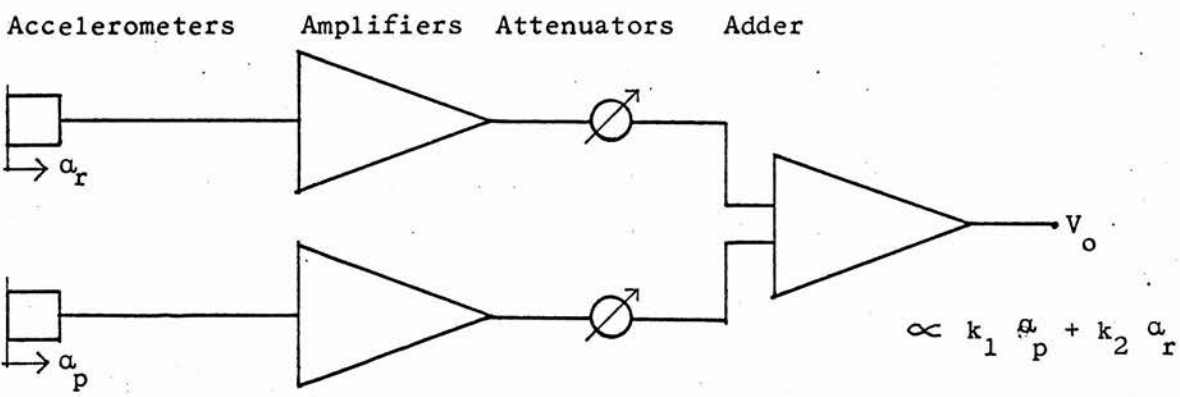 Accelerometers Amplifiers Attenuators Adder
α_r
V_o
∝ k_1 α_p + k_2 α_r
α_p